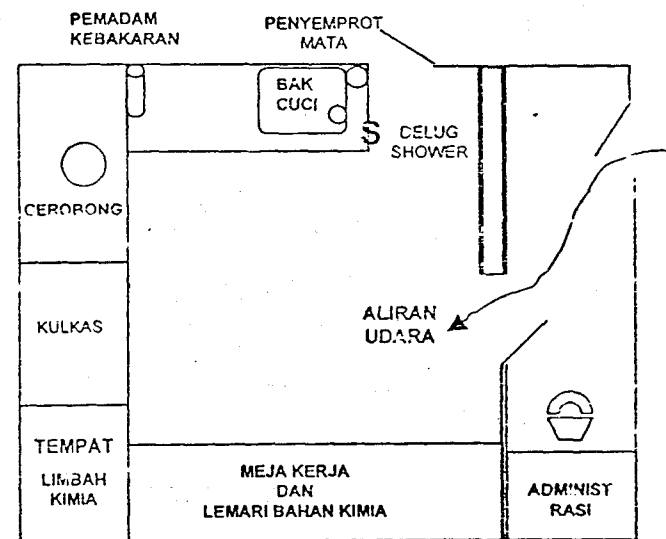 PEMADAM
KEBAKARAN
PENYEMPROT
MATA
BAK
CUCI
S
DELUG
SHOWER
CEROBONG
KULKAS
ALIRAN
UDARA
TEMPAT
LIMBAH
KIMIA
MEJA KERJA
DAN
LEMARI BAHAN KIMIA
ADMINIST
RASI